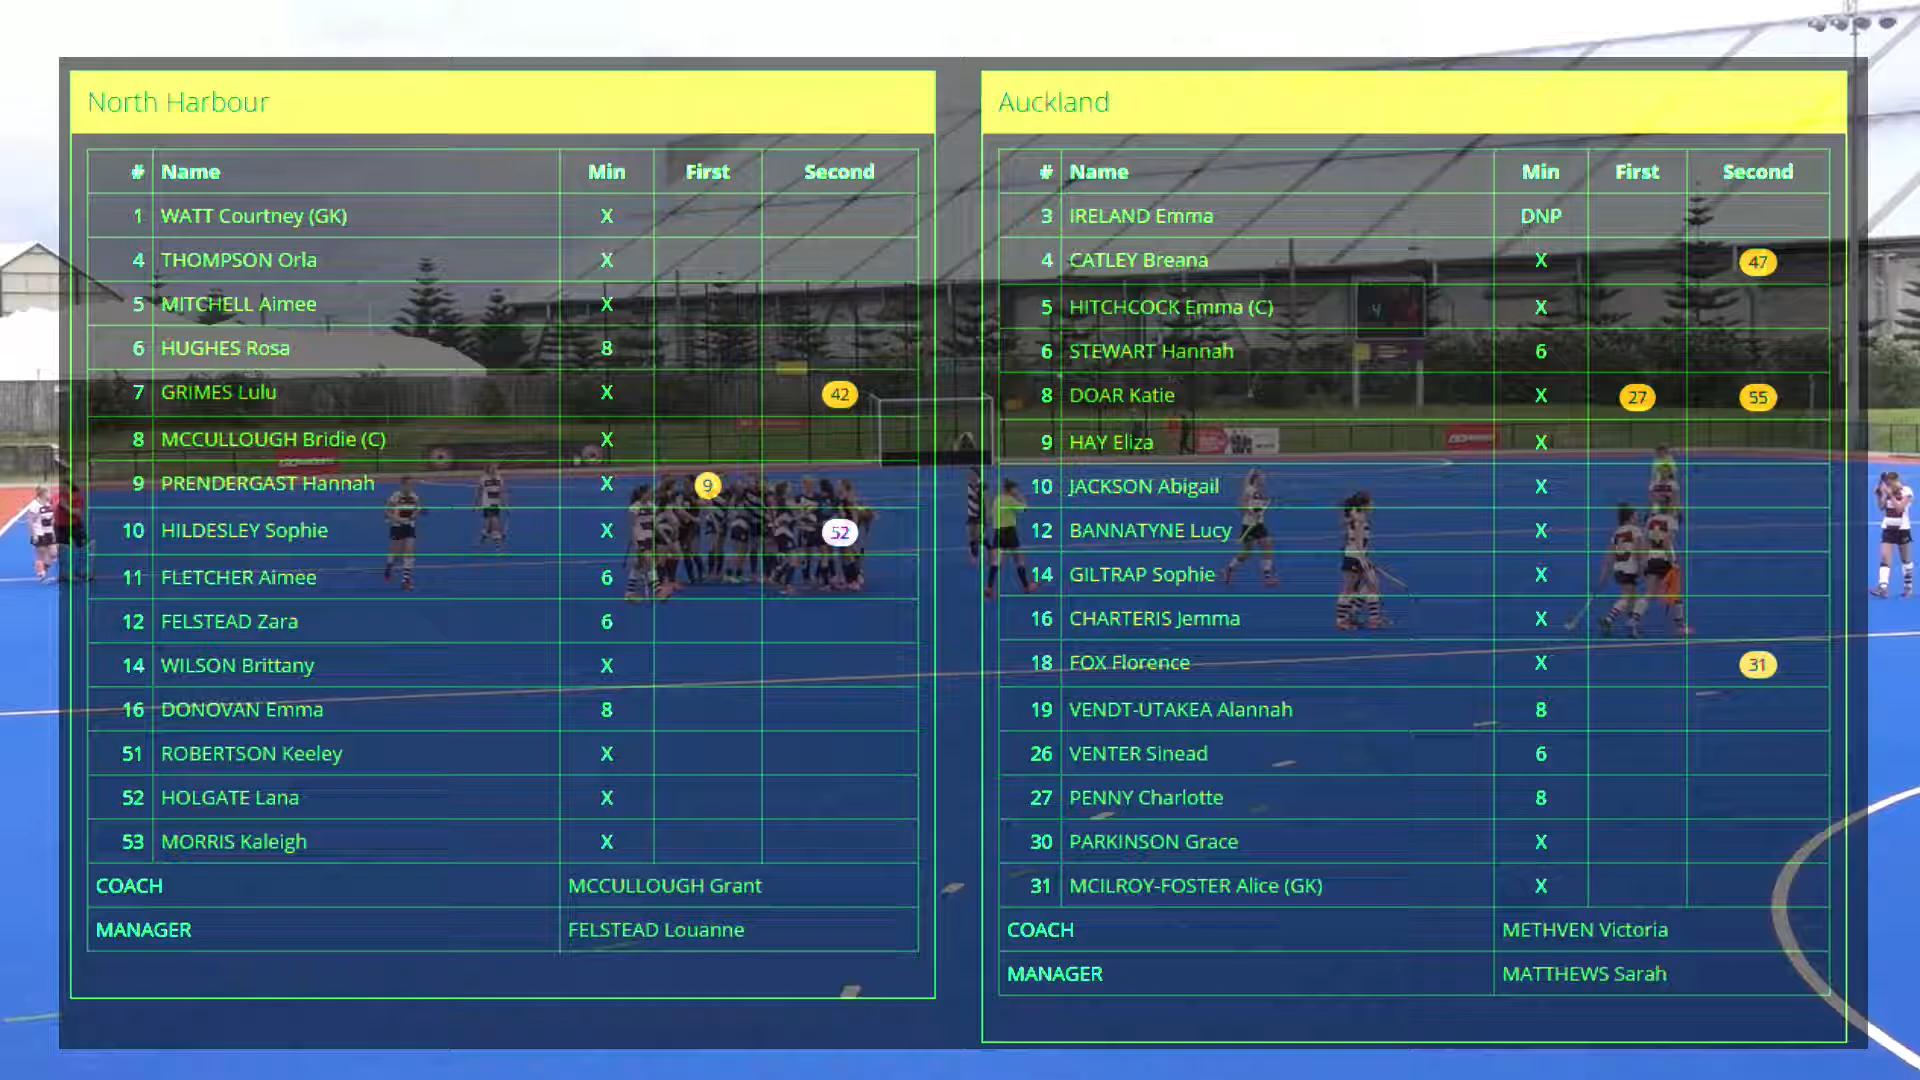 North Harbour
# Name Min First Second
1 WATT Courtney (GK) X
4 THOMPSON Orla X
5 MITCHELL Aimee X
6 HUGHES Rosa 8
7 GRIMES Lulu X 42
8 MCCULLOUGH Bridie (C) X
9 PRENDERGAST Hannah X 9
10 HILDESLEY Sophie X 52
11 FLETCHER Aimee 6
12 FELSTEAD Zara 6
14 WILSON Brittany X
16 DONOVAN Emma 8
51 ROBERTSON Keeley X
52 HOLGATE Lana X
53 MORRIS Kaleigh X
COACH MCCULLOUGH Grant
MANAGER FELSTEAD Louanne
Auckland
# Name Min First Second
3 IRELAND Emma DNP
4 CATLEY Breana X 47
5 HITCHCOCK Emma (C) X
6 STEWART Hannah 6
8 DOAR Katie X 27 55
9 HAY Eliza X
10 JACKSON Abigail X
12 BANNATYNE Lucy X
14 GILTRAP Sophie X
16 CHARTERIS Jemma X
18 FOX Florence X 31
19 VENDT-UTAKEA Alannah 8
26 VENTER Sinead 6
27 PENNY Charlotte 8
30 PARKINSON Grace X
31 MCILROY-FOSTER Alice (GK) X
COACH METHVEN Victoria
MANAGER MATTHEWS Sarah